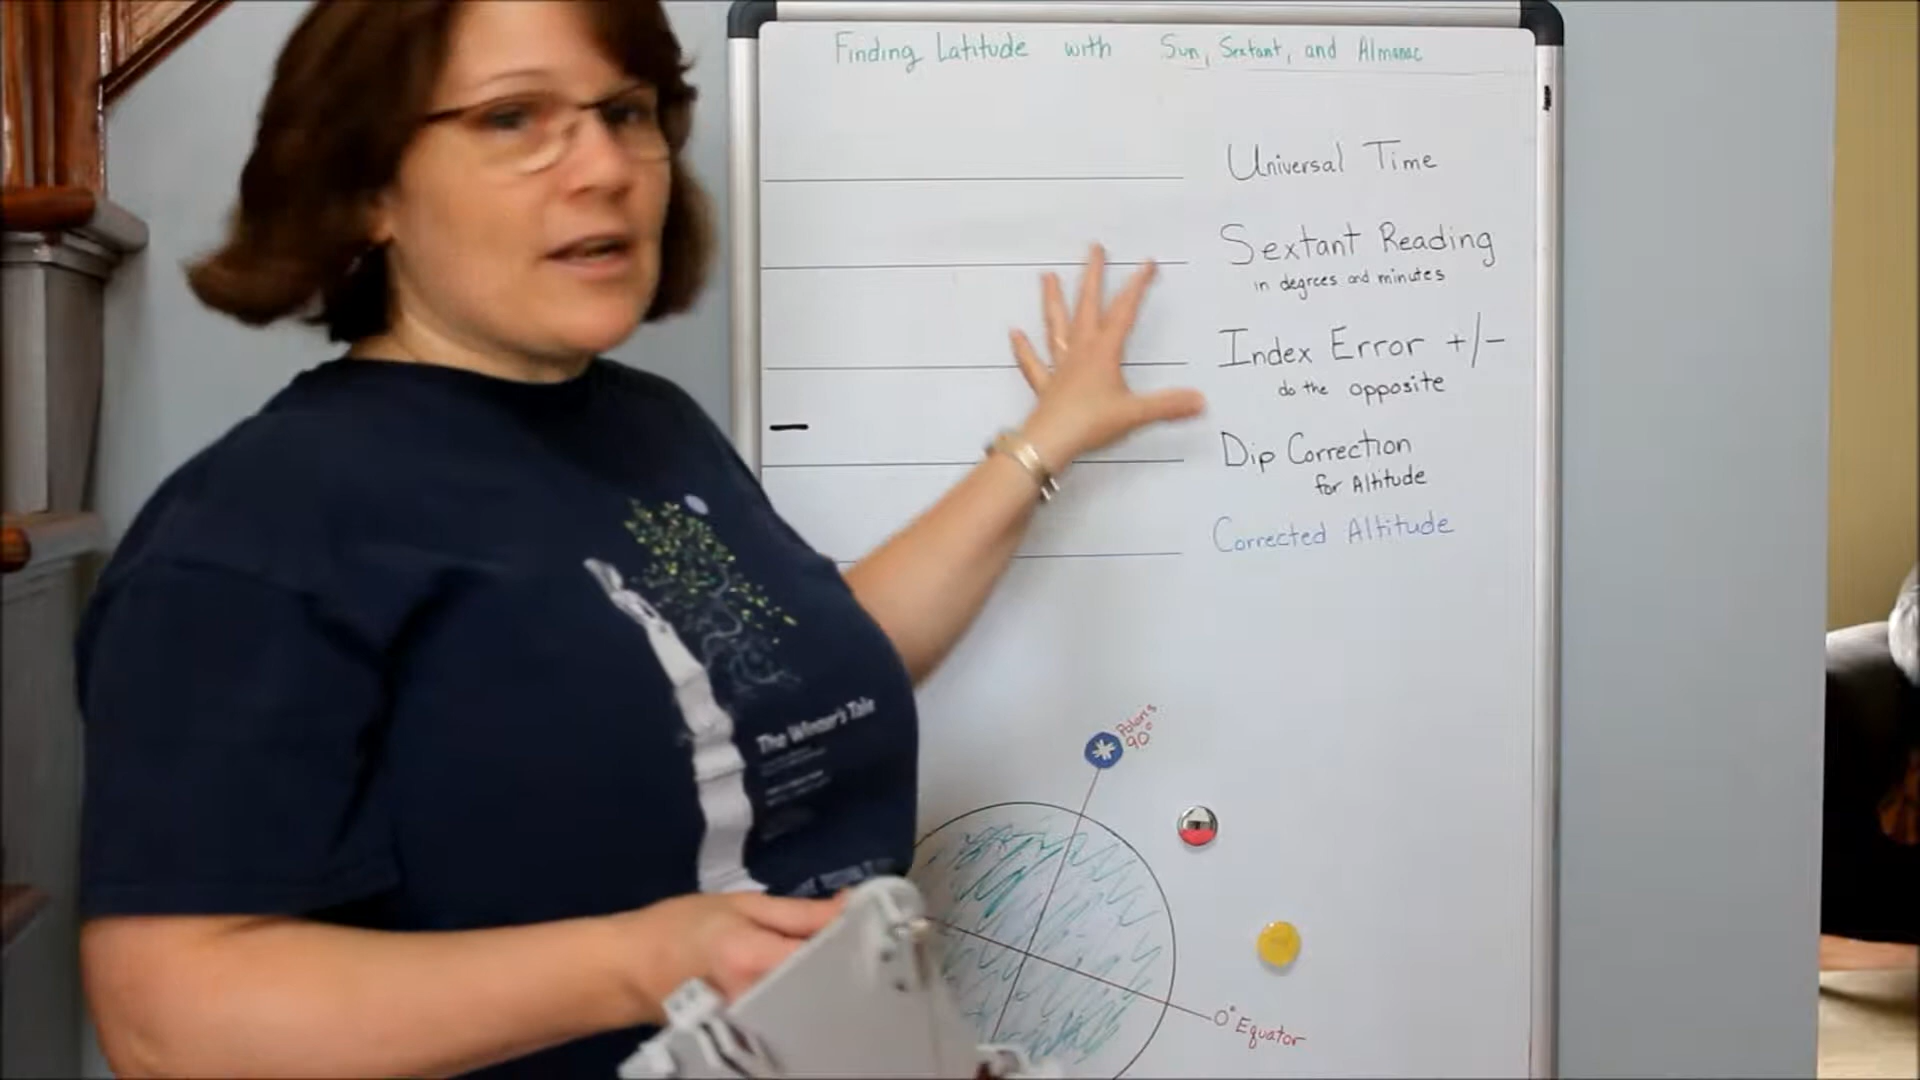 Finding Latitude with Sun, Sextant, and Almanac
Universal Time
Sextant Reading
in degrees and minutes
Index Error +/-
do the opposite
Dip Correction
for Altitude
Corrected Altitude
Polaris
90°
The Winter's Tale
0° Equator